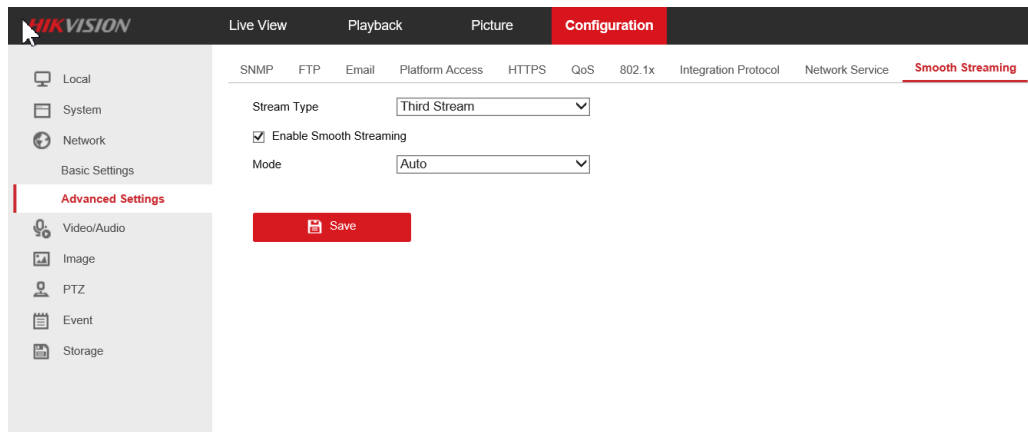 HIKVISION Live View Playback Picture Configuration
SNMP FTP Email Platform Access HTTPS QoS 802.1x Integration Protocol Network Service Smooth Streaming
Local
System
Network
Basic Settings
Advanced Settings
Video/Audio
Image
PTZ
Event
Storage
Stream Type Third Stream
Enable Smooth Streaming
Mode Auto
Save